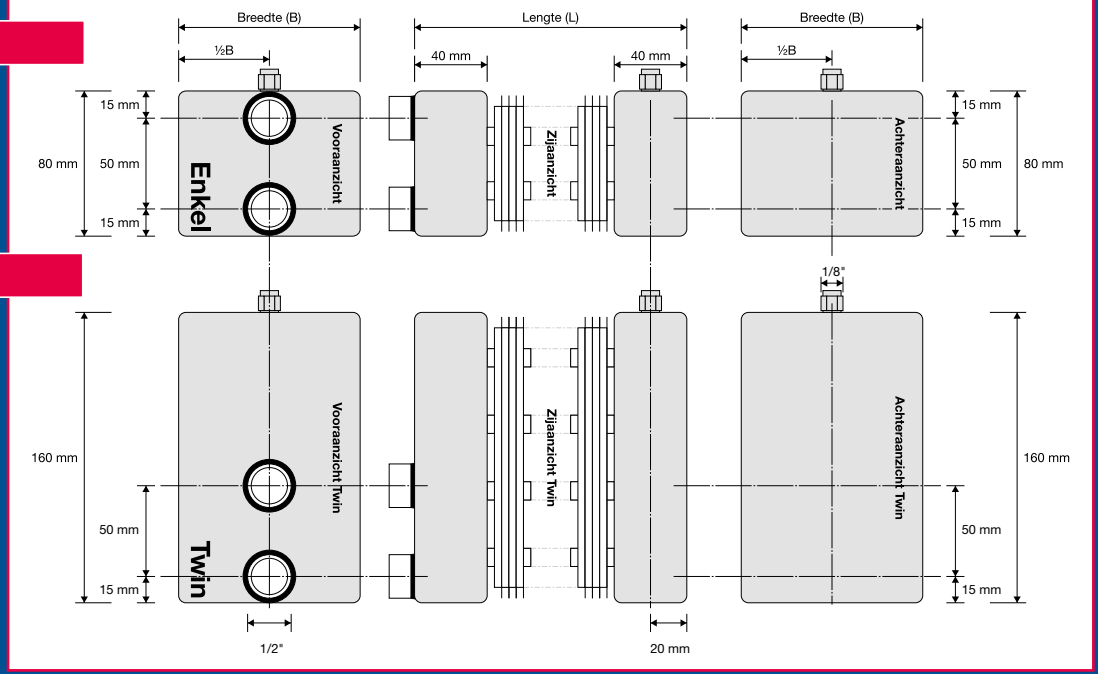 Breedte (B)
Lengte (L)
Breedte (B)
½B
40 mm
40 mm
½B
15 mm
80 mm
50 mm
15 mm
Enkel
Vooraanzicht
Zijaanzicht
Achteraanzicht
15 mm
50 mm
80 mm
15 mm
1/8"
160 mm
50 mm
15 mm
Twin
Vooraanzicht Twin
Zijaanzicht Twin
Achteraanzicht Twin
160 mm
50 mm
15 mm
1/2"
20 mm